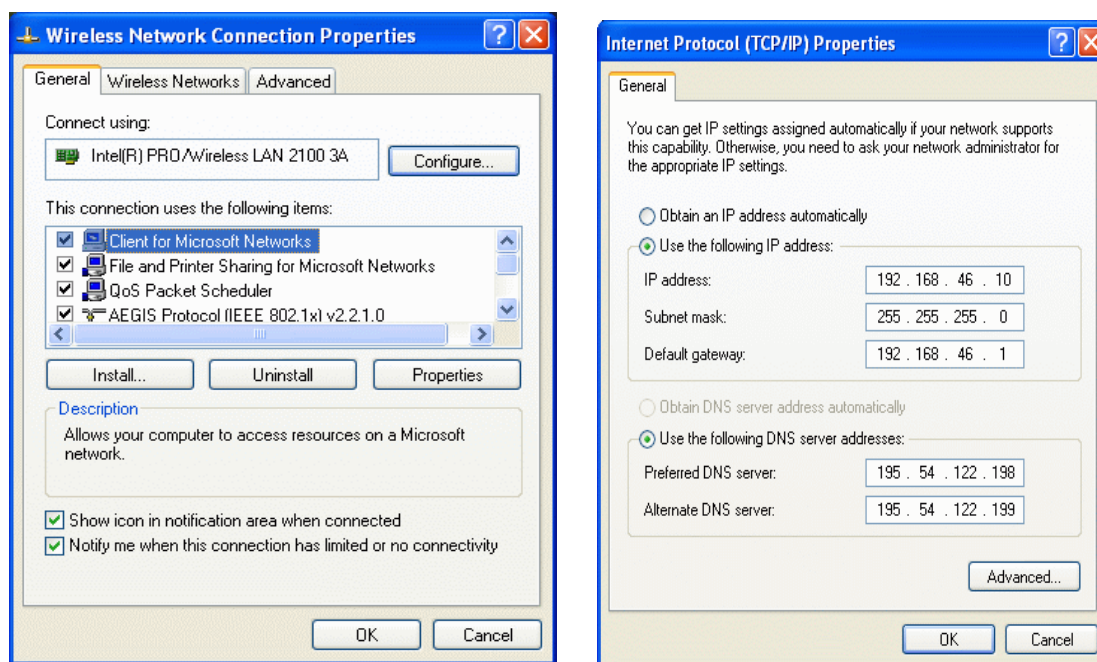 Wireless Network Connection Properties
General Wireless Networks Advanced
Connect using:
Intel(R) PRO/Wireless LAN 2100 3A
Configure...
This connection uses the following items:
Client for Microsoft Networks
File and Printer Sharing for Microsoft Networks
QoS Packet Scheduler
AEGIS Protocol (IEEE 802.1x) v2.2.1.0
Install... Uninstall Properties
Description
Allows your computer to access resources on a Microsoft
network.
Show icon in notification area when connected
Notify me when this connection has limited or no connectivity
OK Cancel
Internet Protocol (TCP/IP) Properties
General
You can get IP settings assigned automatically if your network supports
this capability. Otherwise, you need to ask your network administrator for
the appropriate IP settings.
Obtain an IP address automatically
Use the following IP address:
IP address: 192 . 168 . 46 . 10
Subnet mask: 255 . 255 . 255 . 0
Default gateway: 192 . 168 . 46 . 1
Obtain DNS server address automatically
Use the following DNS server addresses:
Preferred DNS server: 195 . 54 . 122 . 198
Alternate DNS server: 195 . 54 . 122 . 199
Advanced...
OK Cancel